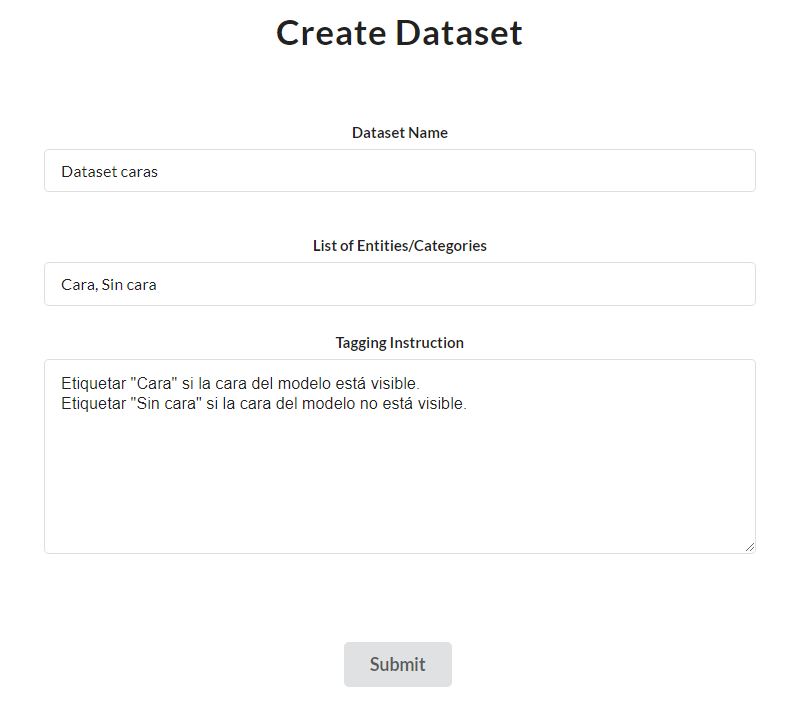 Create Dataset
Dataset Name
Dataset caras
List of Entities/Categories
Cara, Sin cara
Tagging Instruction
Etiquetar "Cara" si la cara del modelo está visible.
Etiquetar "Sin cara" si la cara del modelo no está visible.
Submit